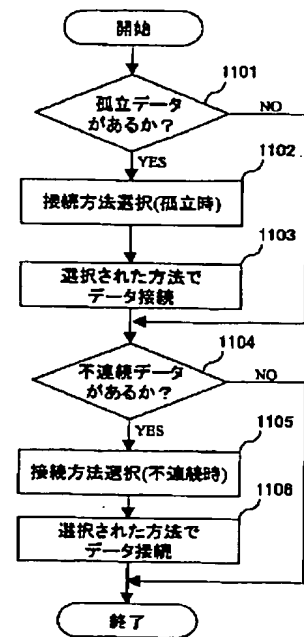 開始
1101
孤立データ
があるか？
NO
YES
1102
接続方法選択(孤立時)
1103
選択された方法で
データ接続
1104
不連続データ
があるか？
NO
YES
1105
接続方法選択(不連続時)
1106
選択された方法で
データ接続
終了